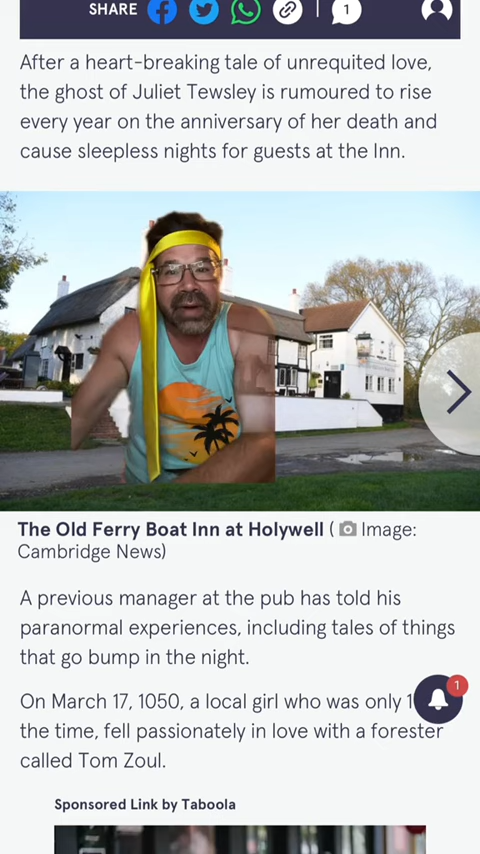 SHARE
1
After a heart-breaking tale of unrequited love,
the ghost of Juliet Tewsley is rumoured to rise
every year on the anniversary of her death and
cause sleepless nights for guests at the Inn.
The Old Ferry Boat Inn at Holywell ( Image:
Cambridge News)
A previous manager at the pub has told his
paranormal experiences, including tales of things
that go bump in the night.
1
On March 17, 1050, a local girl who was only
the time, fell passionately in love with a forester
called Tom Zoul.
Sponsored Link by Taboola